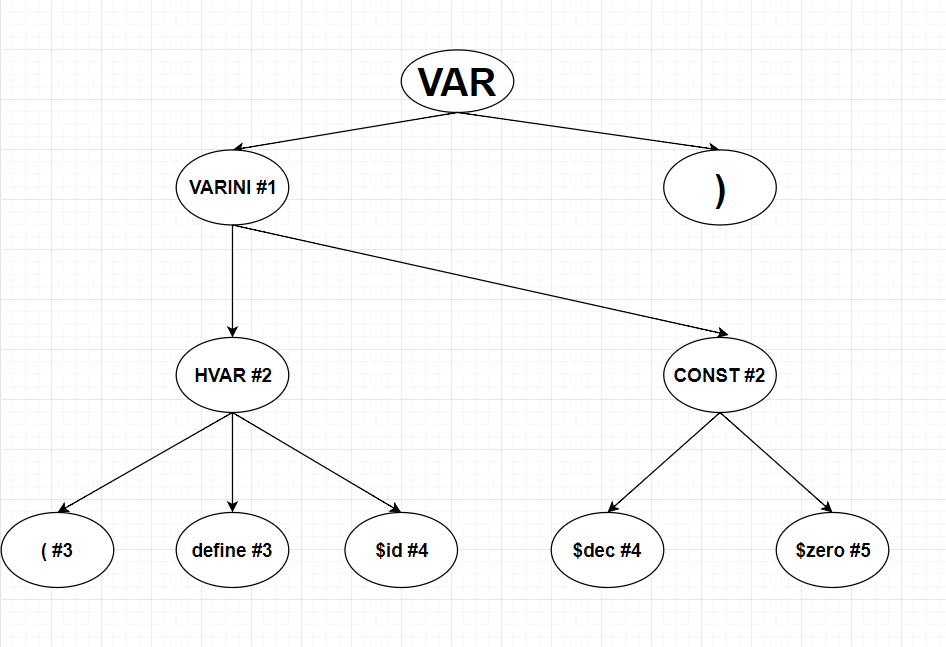 VAR
VARINI #1
)
HVAR #2
CONST #2
( #3
define #3
$id #4
$dec #4
$zero #5